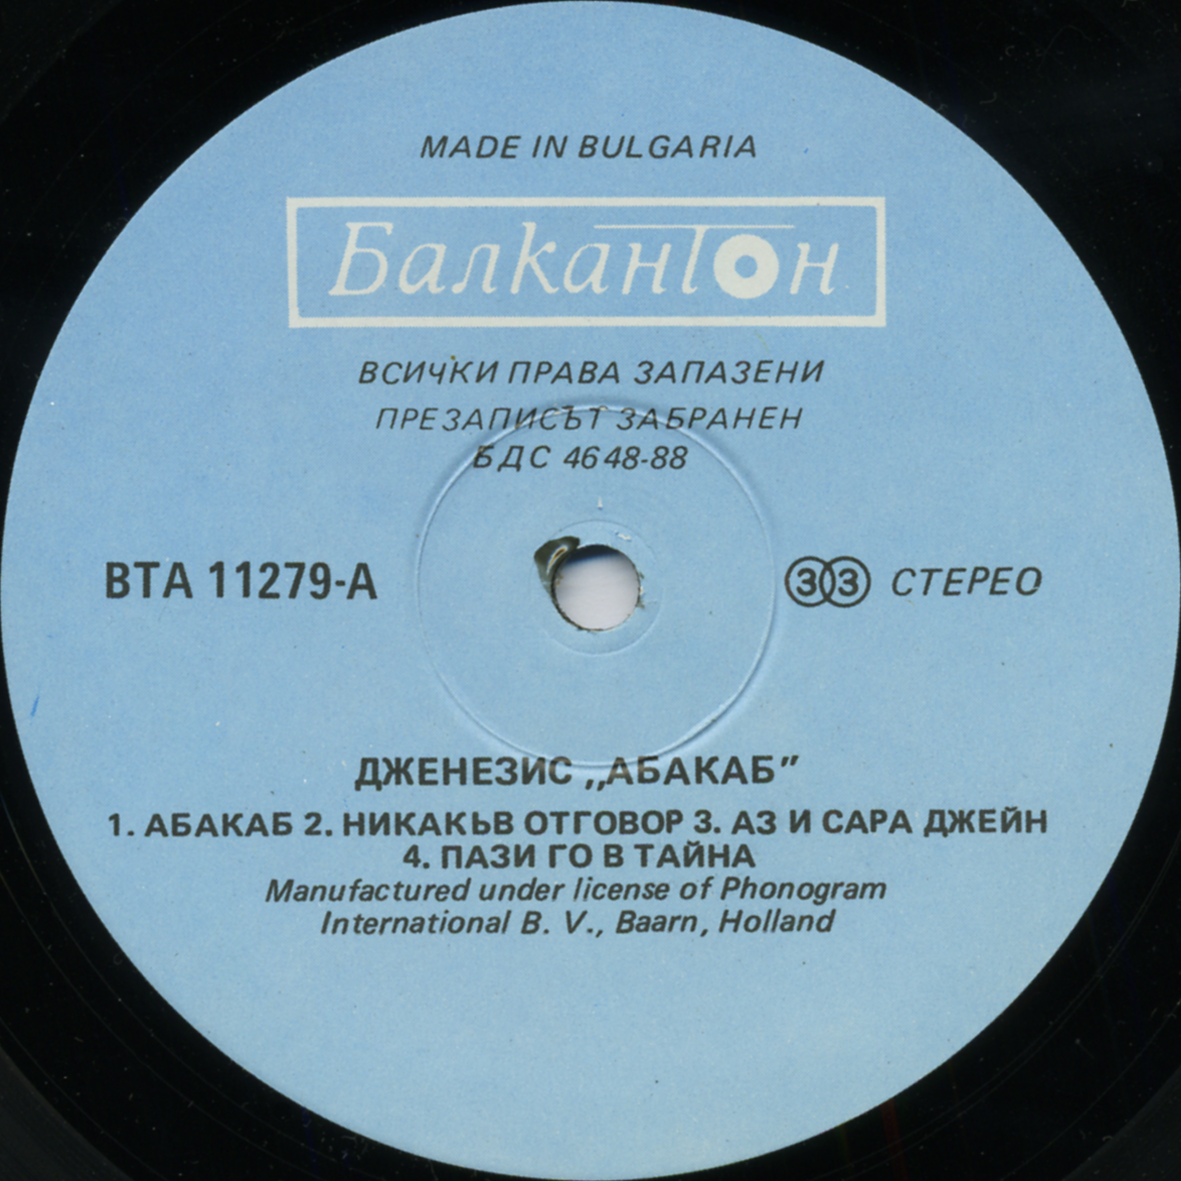 MADE IN BULGARIA
Балкантон
ВСИЧКИ ПРАВА ЗАПАЗЕНИ
ПРЕЗАПИСЪТ ЗАБРАНЕН
БДС 4648-88
ВТА 11279-А
33 СТЕРЕО
ДЖЕНЕЗИС „АБАКАБ”
1. АБАКАБ 2. НИКАКЪВ ОТГОВОР 3. АЗ И САРА ДЖЕЙН
4. ПАЗИ ГО В ТАЙНА
Manufactured under license of Phonogram
International B. V., Baarn, Holland